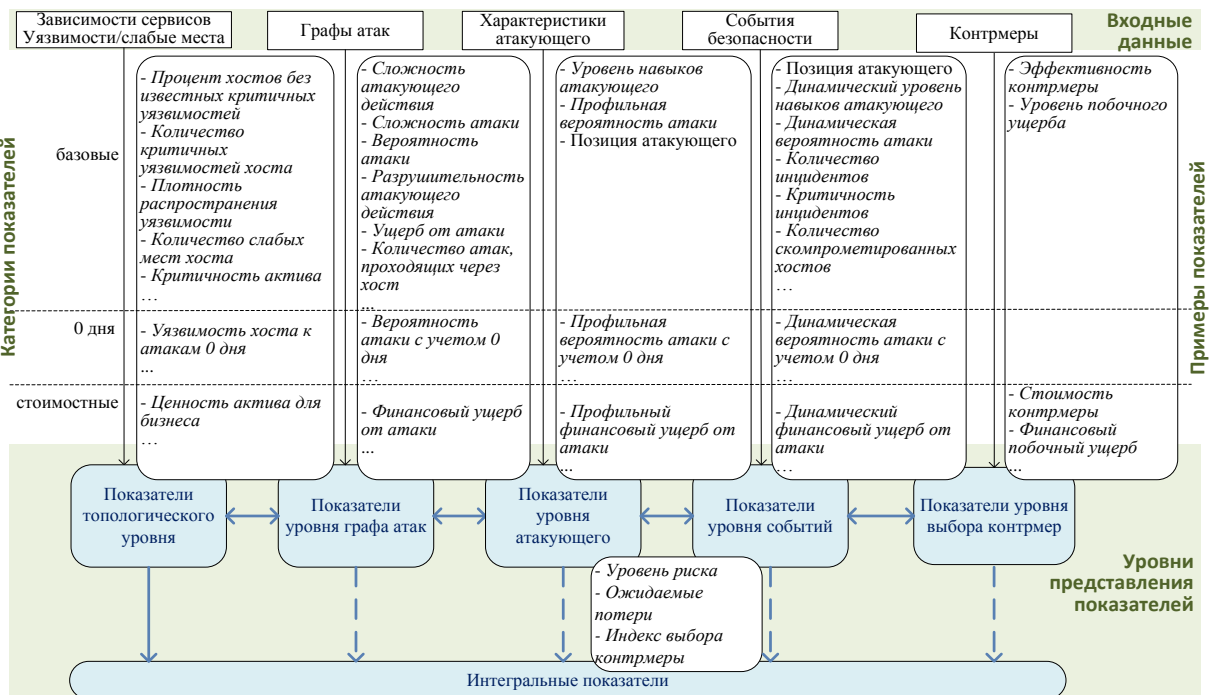 Зависимости сервисов
Уязвимости/слабые места
Графы атак
Характеристики
атакующего
События
безопасности
Контрмеры
Входные
данные
Категории показателей
Примеры показателей
базовые
- Процент хостов без
известных критичных
уязвимостей
- Количество
критичных
уязвимостей хоста
- Плотность
распространения
уязвимости
- Количество слабых
мест хоста
- Критичность актива
…
- Сложность
атакующего
действия
- Сложность атаки
- Вероятность
атаки
- Разрушительность
атакующего
действия
- Ущерб от атаки
- Количество атак,
проходящих через
хост
...
- Уровень навыков
атакующего
- Профильная
вероятность атаки
- Позиция атакующего
- Позиция атакующего
- Динамический уровень
навыков атакующего
- Динамическая
вероятность атаки
- Количество
инцидентов
- Критичность
инцидентов
- Количество
скомпрометированных
хостов
…
- Эффективность
контрмеры
- Уровень побочного
ущерба
0 дня
- Уязвимость хоста к
атакам 0 дня
...
- Вероятность
атаки с учетом 0
дня
…
- Профильная
вероятность атаки с
учетом 0 дня
…
- Динамическая
вероятность атаки с
учетом 0 дня
…
стоимостные
- Ценность актива для
бизнеса
…
- Финансовый ущерб
от атаки
...
- Профильный
финансовый ущерб от
атаки
...
- Динамический
финансовый ущерб от
атаки
…
- Стоимость
контрмеры
- Финансовый
побочный ущерб
...
Показатели
топологического
уровня
Показатели
уровня граф атак
Показатели
уровня
атакующего
Показатели
уровня событий
Показатели уровня
выбора контрмер
Уровни
представления
показателей
- Уровень риска
- Ожидаемые
потери
- Индекс выбора
контрмеры
Интегральные показатели